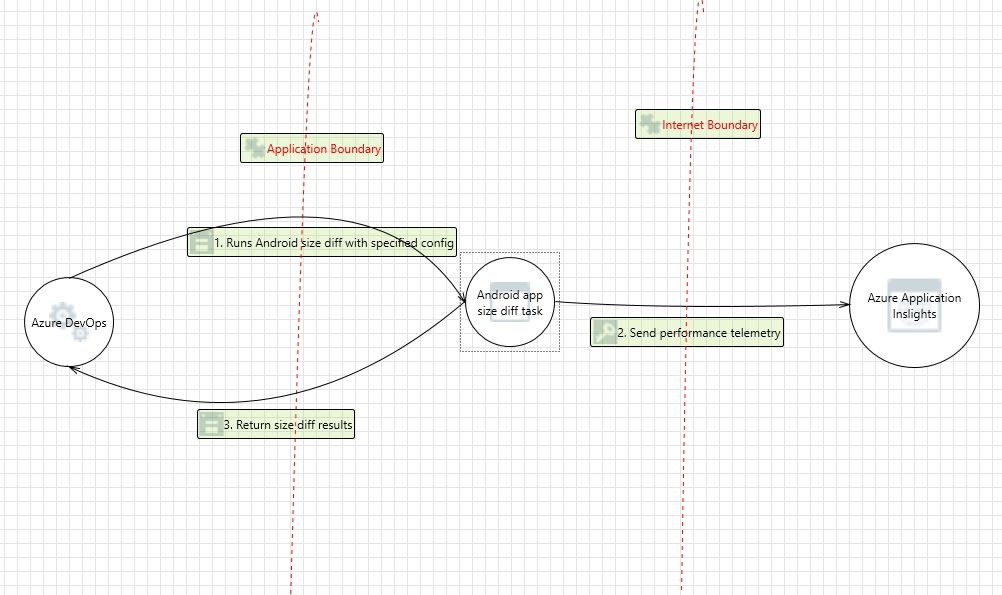 Internet Boundary
Application Boundary
1. Runs Android size diff with specified config
Android app
size diff task
Azure DevOps
Azure Application
Inslights
2. Send performance telemetry
3. Return size diff results